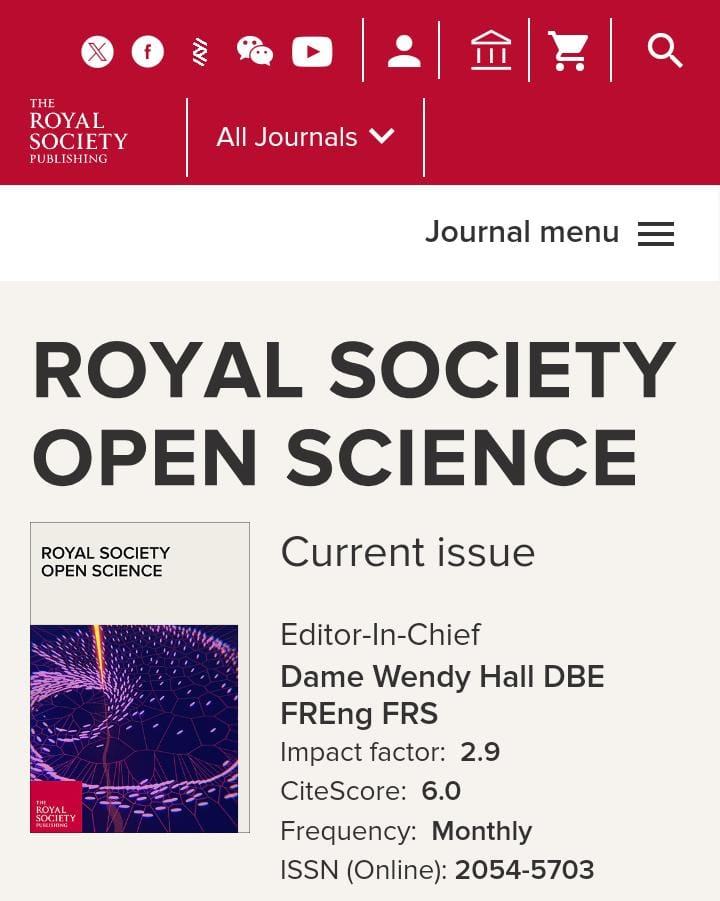 THE
ROYAL
SOCIETY
PUBLISHING
All Journals
Journal menu
ROYAL SOCIETY
OPEN SCIENCE
ROYAL SOCIETY
OPEN SCIENCE
THE
ROYAL
SOCIETY
PUBLISHING
Current issue
Editor-In-Chief
Dame Wendy Hall DBE
FREng FRS
Impact factor: 2.9
CiteScore: 6.0
Frequency: Monthly
ISSN (Online): 2054-5703